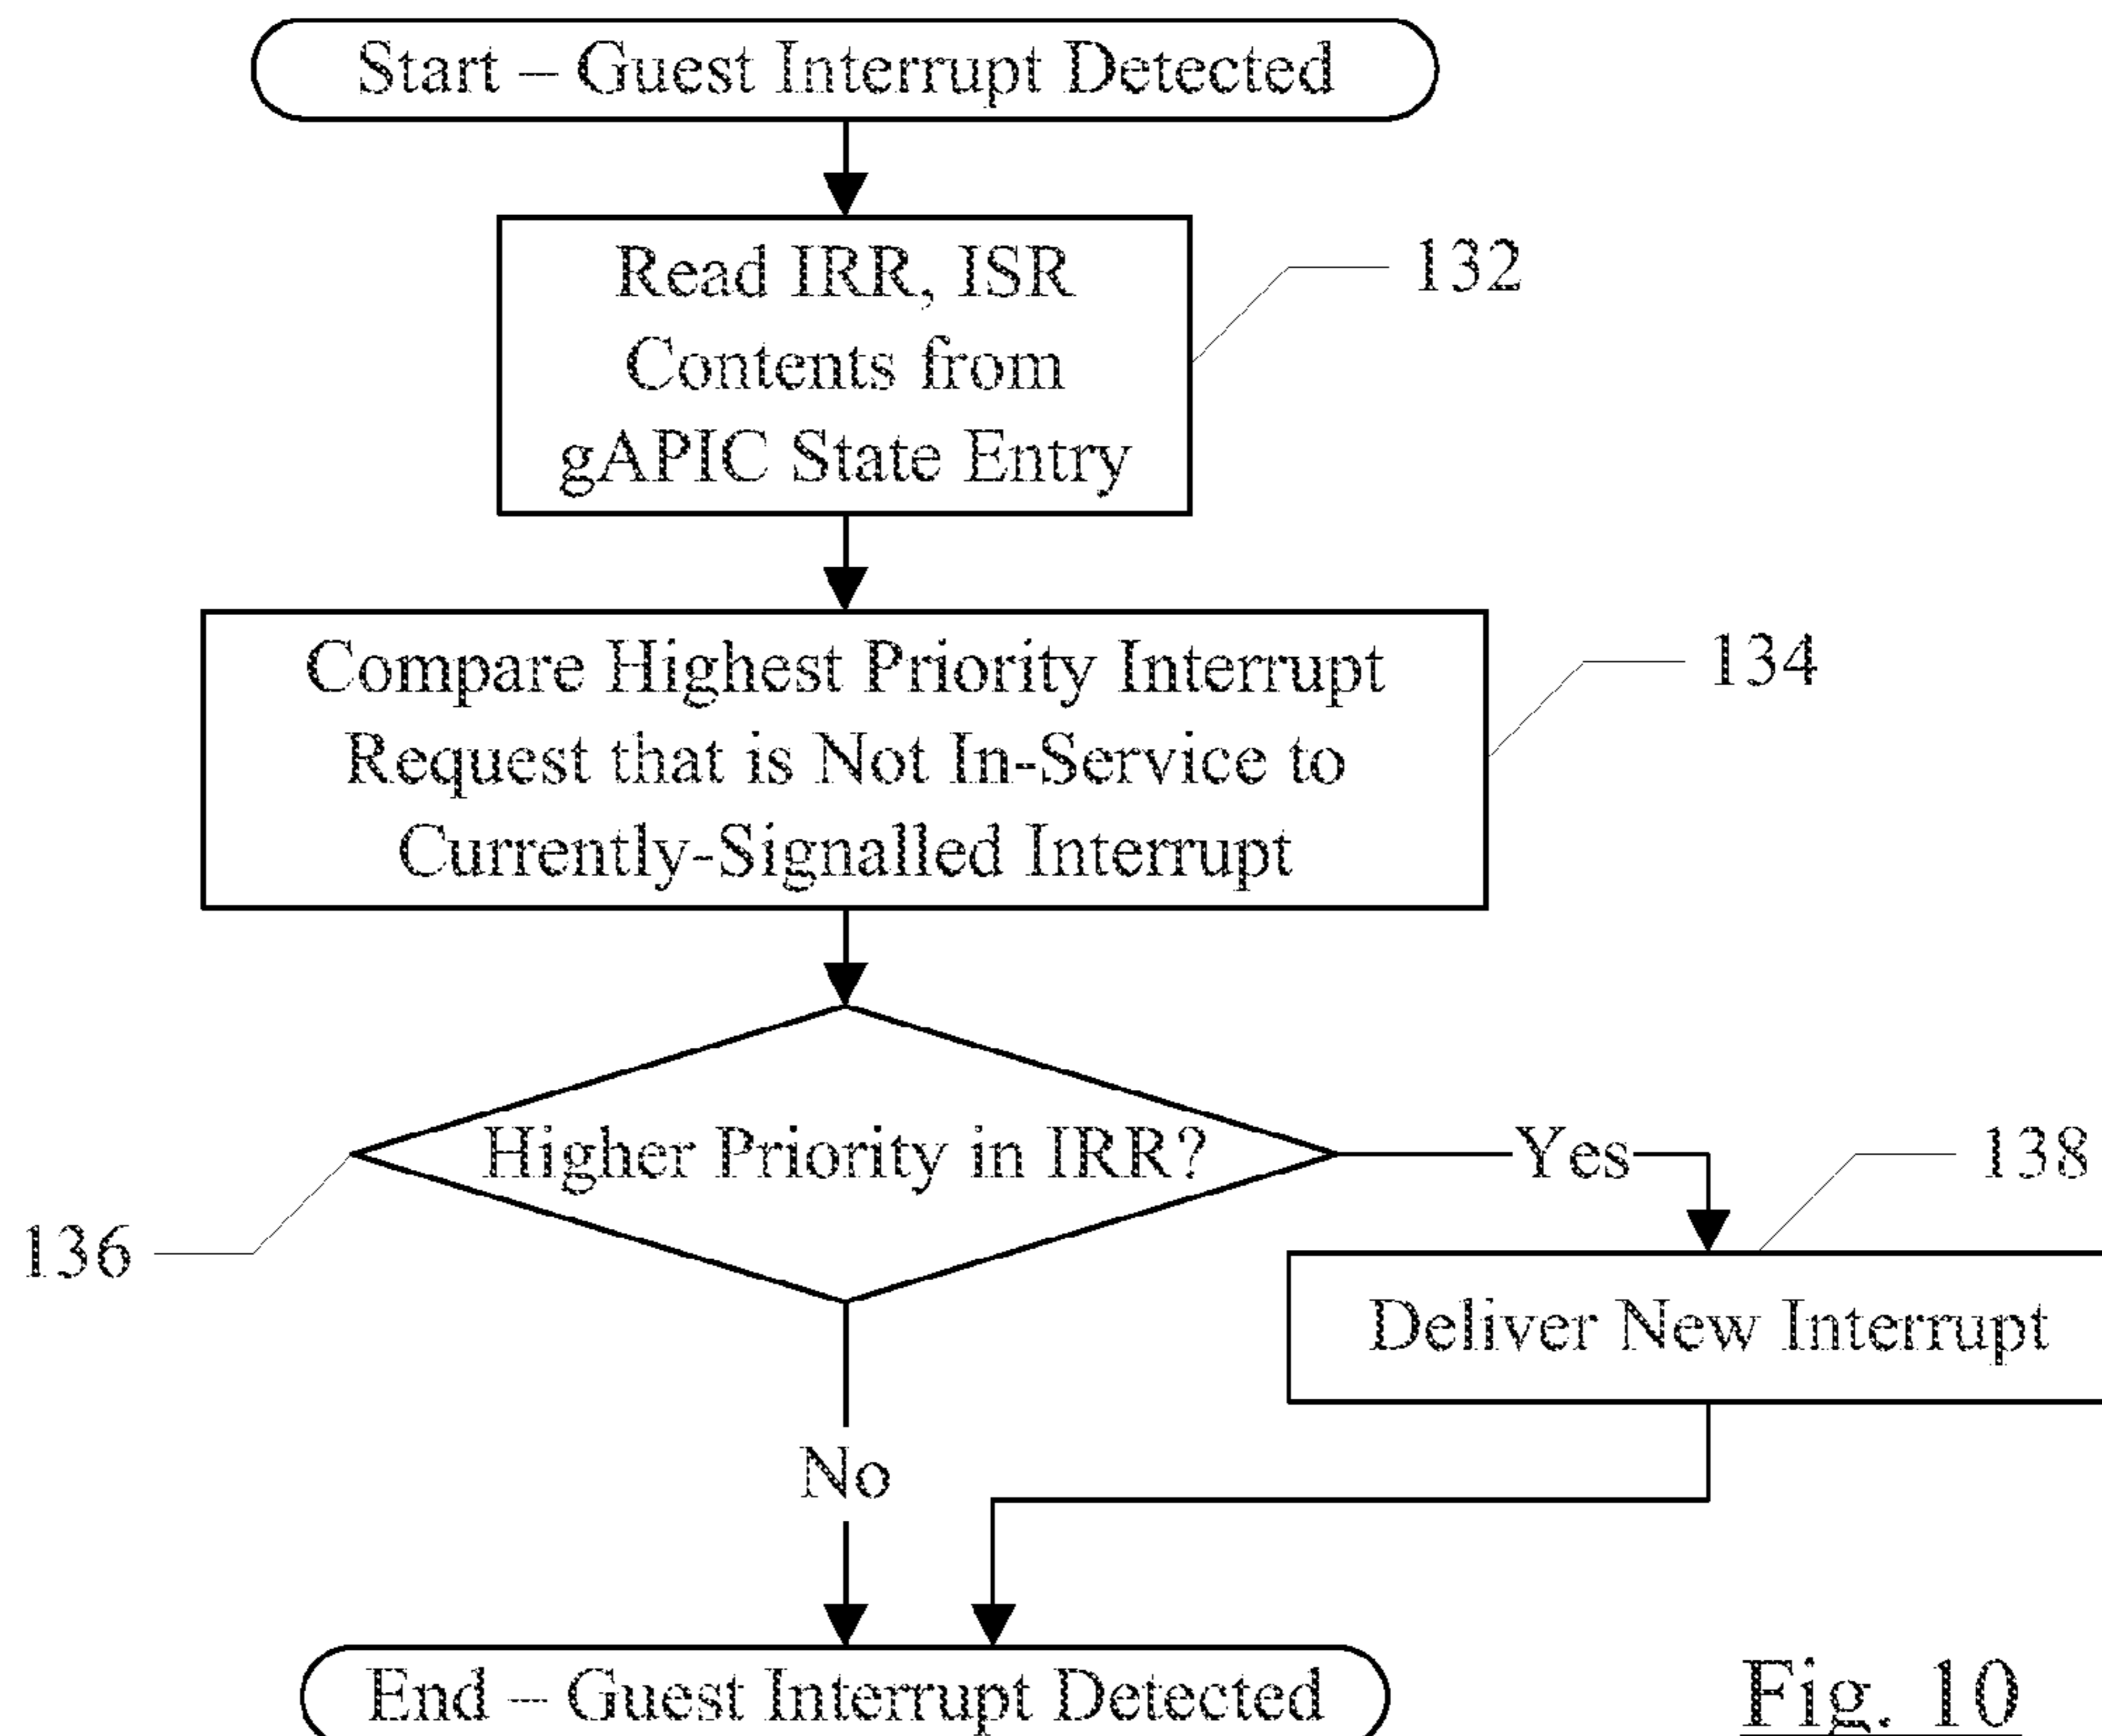 Start – Guest Interrupt Detected
Read IRR, ISR
Contents from
gAPIC State Entry
132
Compare Highest Priority Interrupt
Request that is Not In-Service to
Currently-Signalled Interrupt
134
Higher Priority in IRR?
Yes
138
136
Deliver New Interrupt
No
End – Guest Interrupt Detected
Fig. 10